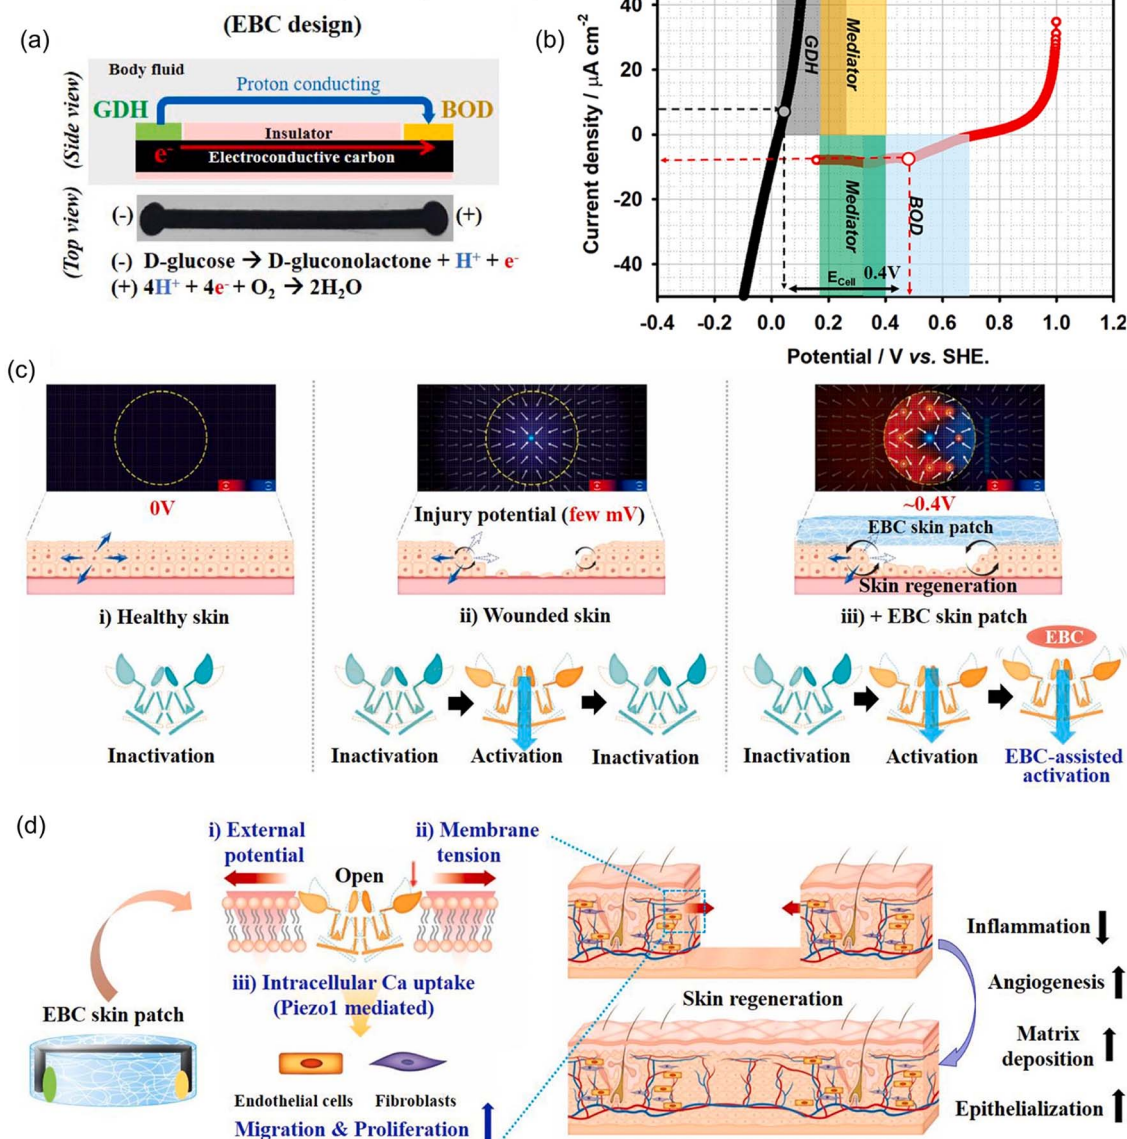 (a)
(EBC design)
(Side view)
Body fluid
Proton conducting
GDH
BOD
Insulator
e-
Electroconductive carbon
(Top view)
(-)
(+)
(-) D-glucose → D-gluconolactone + H⁺ + e⁻
(+) 4H⁺ + 4e⁻ + O₂ → 2H₂O
(b)
Current density / μA cm⁻²
40
20
0
-20
-40
GDH
Mediator
Mediator
BOD
E_Cell 0.4V
-0.4 -0.2 0.0 0.2 0.4 0.6 0.8 1.0 1.2
Potential / V vs. SHE.
(c)
0V
i) Healthy skin
Inactivation
Injury potential (few mV)
ii) Wounded skin
Inactivation
Activation
Inactivation
~0.4V
EBC skin patch
Skin regeneration
iii) + EBC skin patch
EBC
Inactivation
Activation
EBC-assisted
activation
(d)
EBC skin patch
i) External
potential
ii) Membrane
tension
Open
iii) Intracellular Ca uptake
(Piezo1 mediated)
Endothelial cells
Fibroblasts
Migration & Proliferation
Skin regeneration
Inflammation
Angiogenesis
Matrix
deposition
Epithelialization